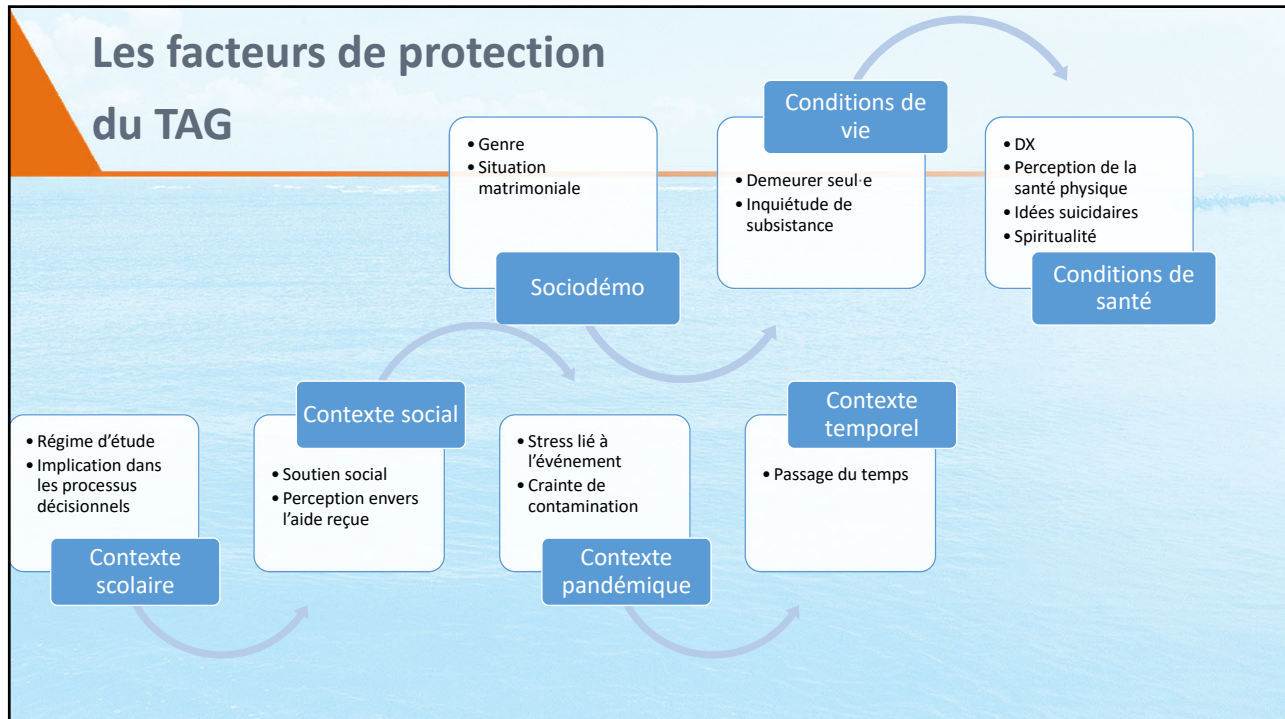 Les facteurs de protection
du TAG
• Genre
• Situation
matrimoniale
Sociodémo
Conditions de
vie
• Demeurer seul·e
• Inquiétude de
subsistance
• DX
• Perception de la
santé physique
• Idées suicidaires
• Spiritualité
Conditions de
santé
• Régime d’étude
• Implication dans
les processus
décisionnels
Contexte
scolaire
Contexte social
• Soutien social
• Perception envers
l’aide reçue
• Stress lié à
l’événement
• Crainte de
contamination
Contexte
pandémique
Contexte
temporel
• Passage du temps